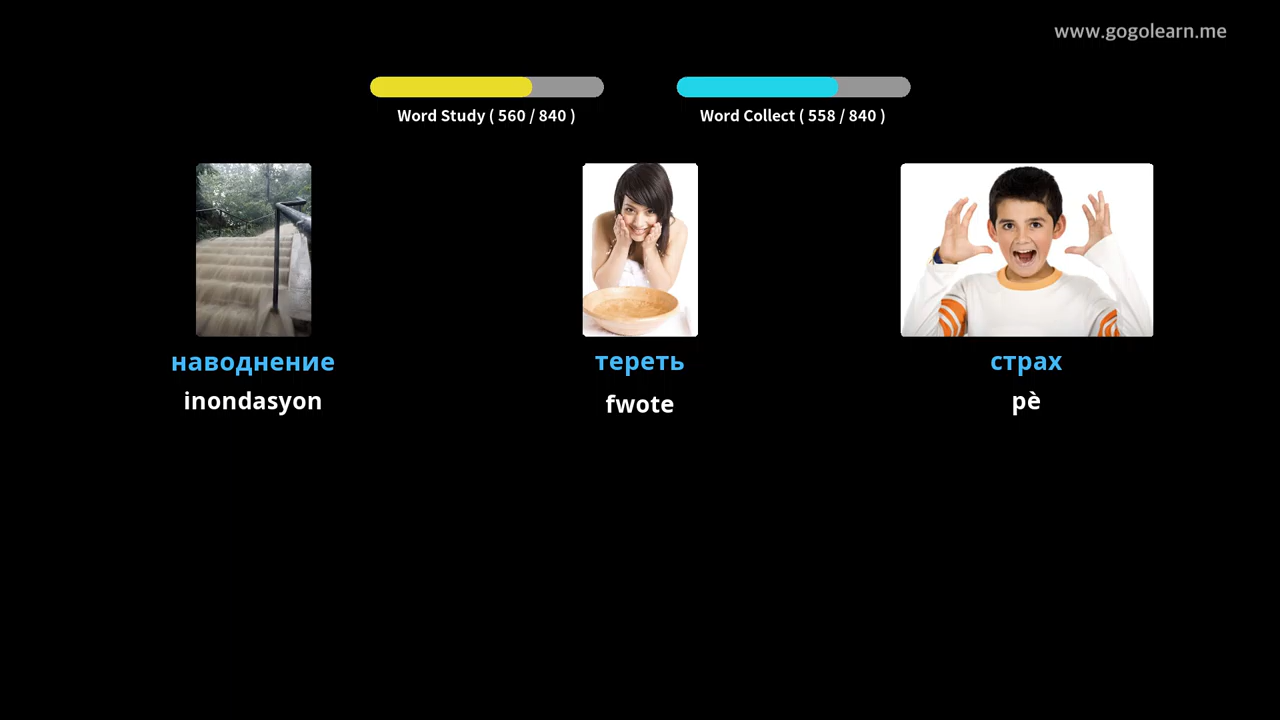 www.gogolearn.me
Word Study ( 560 / 840 )
Word Collect ( 558 / 840 )
наводнение
inondasyon
тереть
fwote
страх
pè